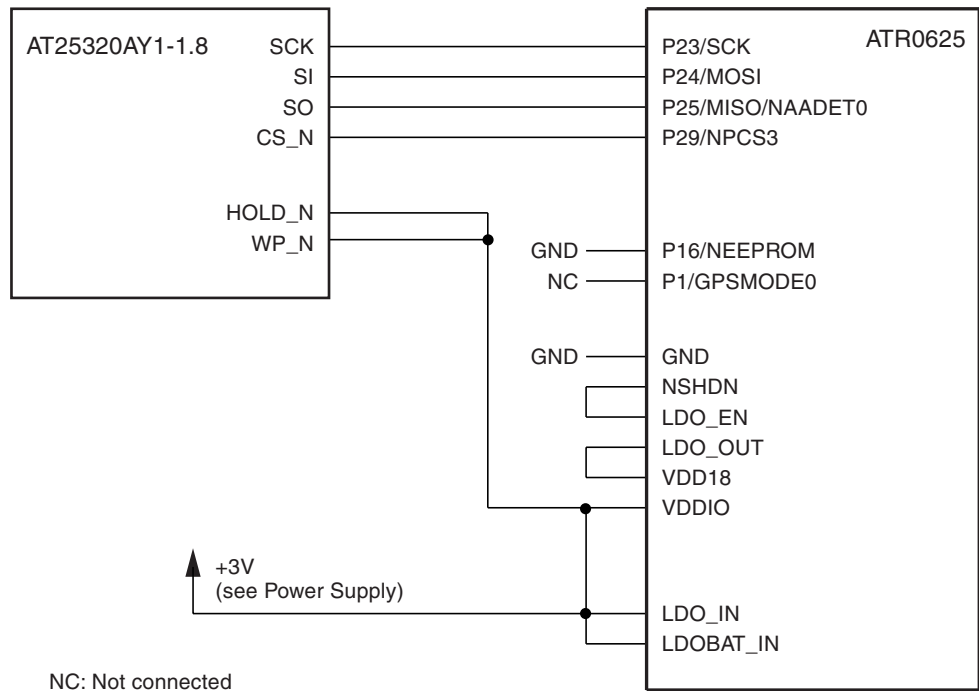 AT25320AY1-1.8
SCK
SI
SO
CS_N
HOLD_N
WP_N
ATR0625
P23/SCK
P24/MOSI
P25/MISO/NAADET0
P29/NPCS3
GND
P16/NEEPROM
NC
P1/GPSMODE0
GND
GND
NSHDN
LDO_EN
LDO_OUT
VDD18
VDDIO
+3V
(see Power Supply)
LDO_IN
LDOBAT_IN
NC: Not connected